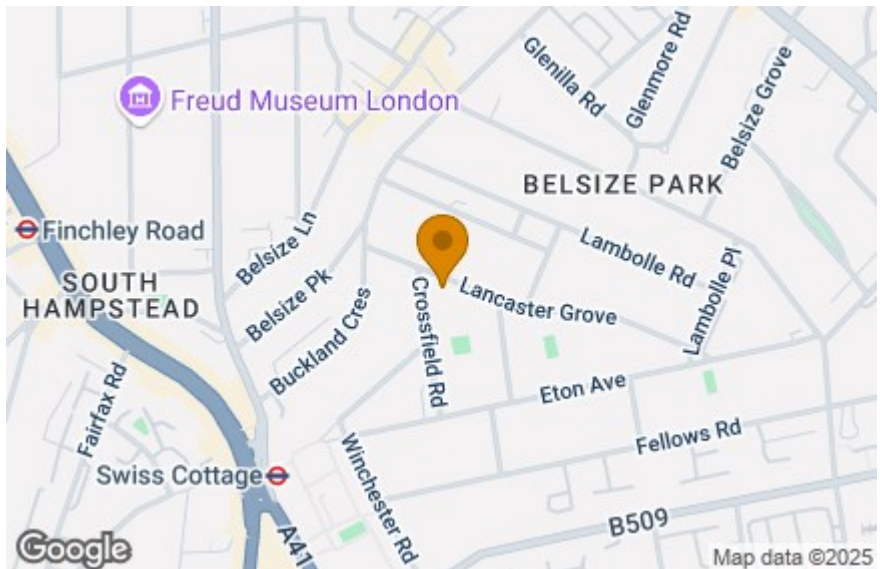 Glenilla Rd
Glenmore Rd
Belsize Grove
Freud Museum London
BELSIZE PARK
Finchley Road
Belsize Ln
Lambolle Rd
SOUTH
HAMPSTEAD
Belsize Pk
Buckland Cres
Crossfield Rd
Lancaster Grove
Lambolle Pl
Fairfax Rd
Eton Ave
Fellows Rd
Winchester Rd
Swiss Cottage
B509
A41
Google
Map data ©2025